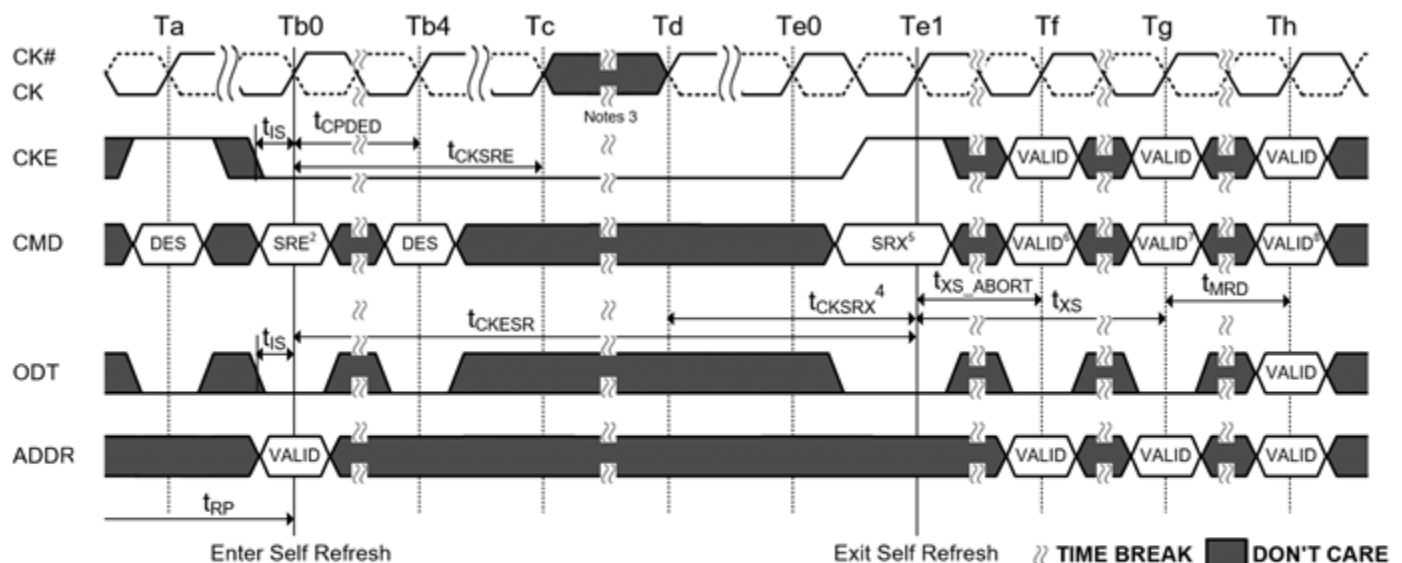 Ta Tb0 Tb4 Tc Td Te0 Te1 Tf Tg Th
CK#
CK
Notes 3
tIS tCPDED
CKE VALID VALID VALID
tCKSRE
CMD DES SRE2 DES SRX5 VALID6 VALID7 VALID8
tXS_ABORT tMRD
tCKSRX4 tXS
tCKESR
tIS
ODT VALID
ADDR VALID VALID VALID VALID
tRP
Enter Self Refresh Exit Self Refresh TIME BREAK DON'T CARE